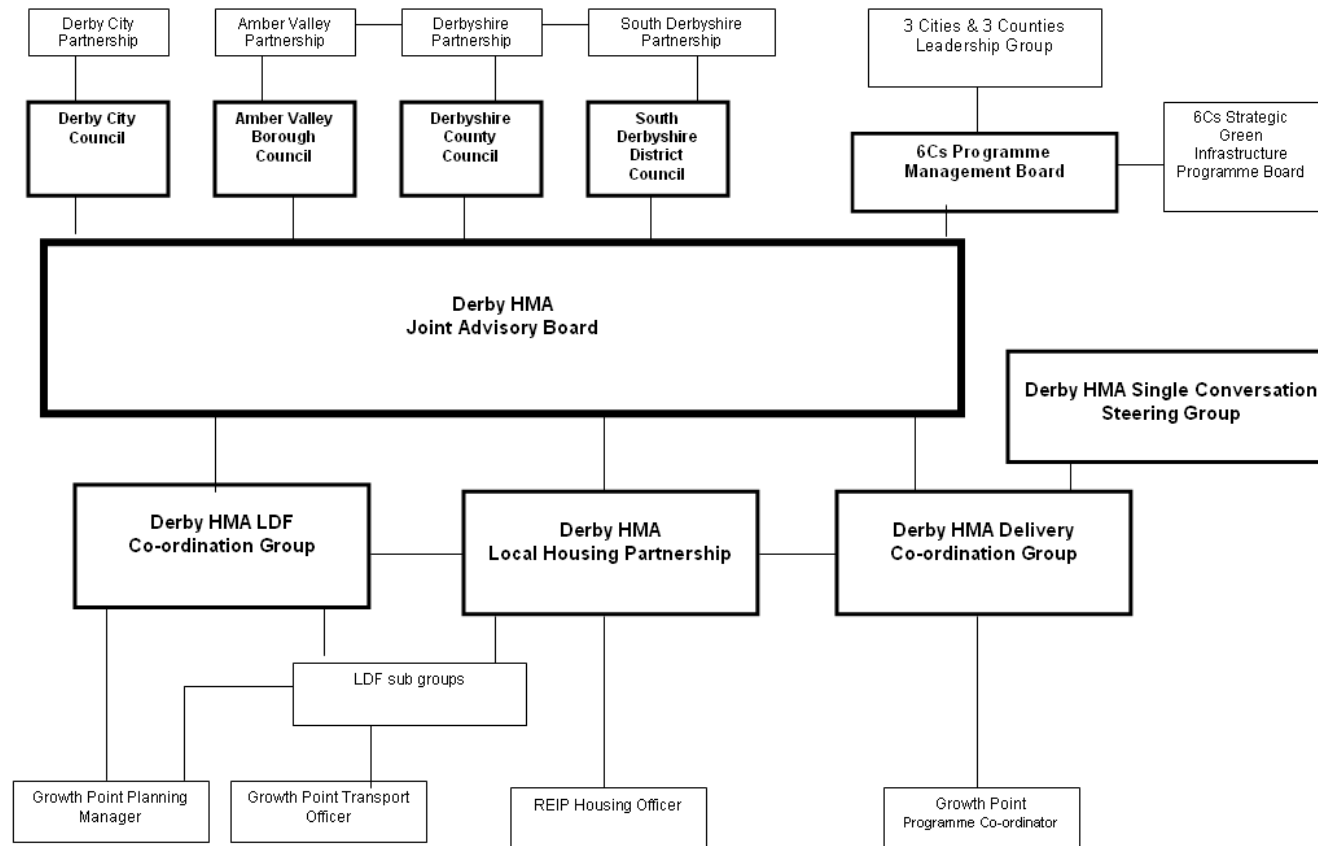 Derby City
Partnership
Amber Valley
Partnership
Derbyshire
Partnership
South Derbyshire
Partnership
3 Cities & 3 Counties
Leadership Group
Derby City
Council
Amber Valley
Borough
Council
Derbyshire
County
Council
South
Derbyshire
District
Council
6Cs Programme
Management Board
6Cs Strategic
Green
Infrastructure
Programme Board
Derby HMA
Joint Advisory Board
Derby HMA Single Conversation
Steering Group
Derby HMA LDF
Co-ordination Group
Derby HMA
Local Housing Partnership
Derby HMA Delivery
Co-ordination Group
LDF sub groups
Growth Point Planning
Manager
Growth Point Transport
Officer
REIP Housing Officer
Growth Point
Programme Co-ordinator